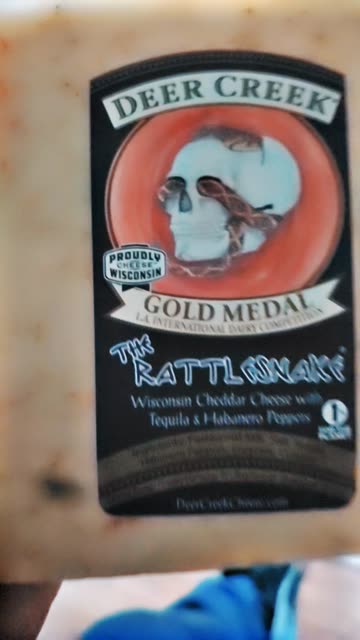 DEER CREEK
PROUDLY
CHEESE
WISCONSIN
GOLD MEDAL
L.A. INTERNATIONAL DAIRY COMPETITION
THE
RATTLESNAKE
Wisconsin Cheddar Cheese with
Tequila & Habanero Peppers
1
DeerCreekCheese.com